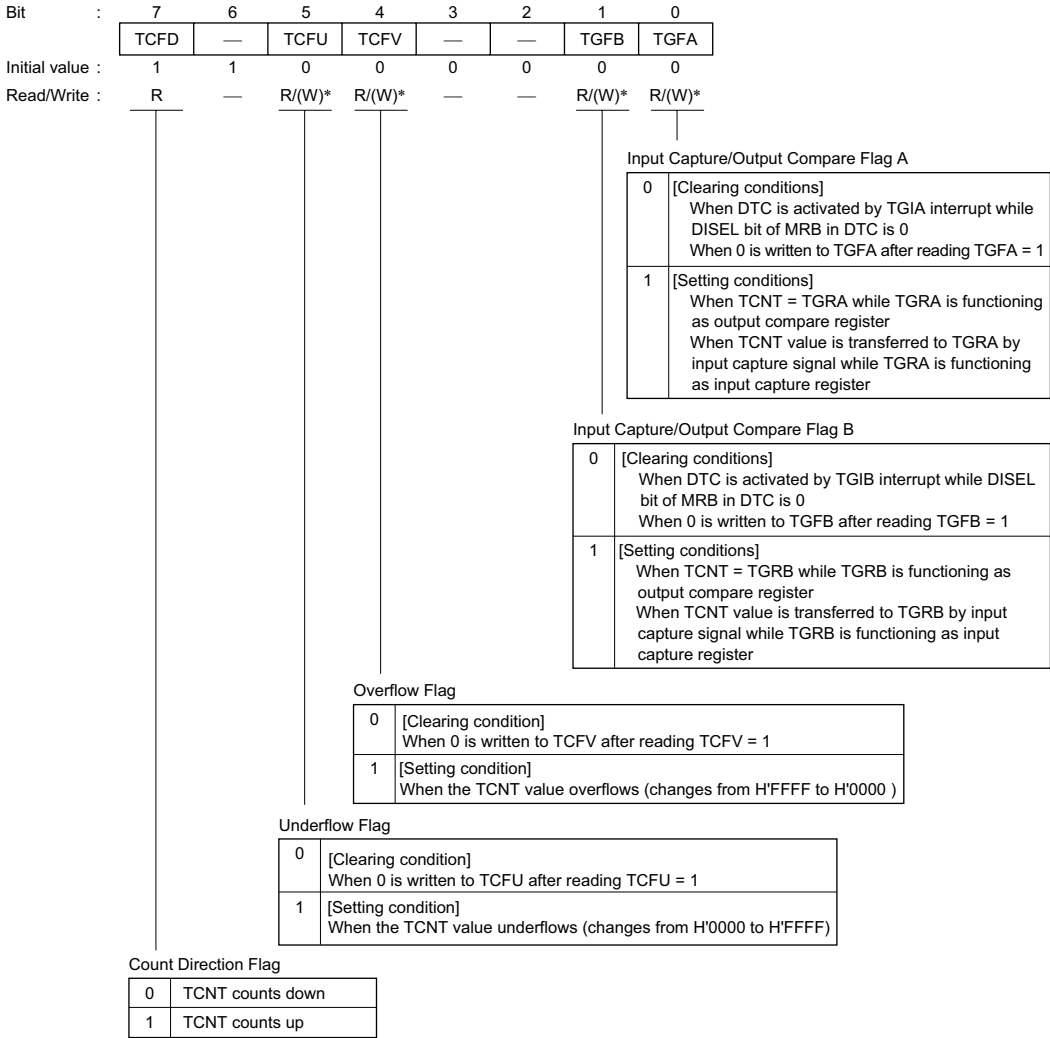 Bit : 7 6 5 4 3 2 1 0
TCFD — TCFU TCFV — — TGFB TGFA
Initial value : 1 1 0 0 0 0 0 0
Read/Write : R — R/(W)* R/(W)* — — R/(W)* R/(W)*
Input Capture/Output Compare Flag A
0 [Clearing conditions]
When DTC is activated by TGIA interrupt while
DISEL bit of MRB in DTC is 0
When 0 is written to TGFA after reading TGFA = 1
1 [Setting conditions]
When TCNT = TGRA while TGRA is functioning
as output compare register
When TCNT value is transferred to TGRA by
input capture signal while TGRA is functioning
as input capture register
Input Capture/Output Compare Flag B
0 [Clearing conditions]
When DTC is activated by TGIB interrupt while DISEL
bit of MRB in DTC is 0
When 0 is written to TGFB after reading TGFB = 1
1 [Setting conditions]
When TCNT = TGRB while TGRB is functioning as
output compare register
When TCNT value is transferred to TGRB by input
capture signal while TGRB is functioning as input
capture register
Overflow Flag
0 [Clearing condition]
When 0 is written to TCFV after reading TCFV = 1
1 [Setting condition]
When the TCNT value overflows (changes from H'FFFF to H'0000 )
Underflow Flag
0 [Clearing condition]
When 0 is written to TCFU after reading TCFU = 1
1 [Setting condition]
When the TCNT value underflows (changes from H'0000 to H'FFFF)
Count Direction Flag
0 TCNT counts down
1 TCNT counts up